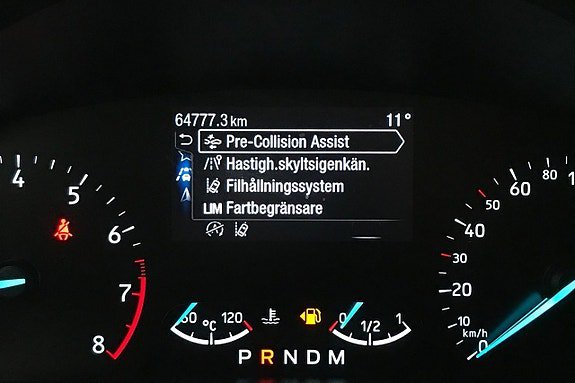 64777.3 km 11°
Pre-Collision Assist
Hastigh.skyltsigenkän.
Filhållningssystem
LIM Fartbegränsare
4 5 6 7 8
60 °C 120
0 1/2 1
P R N D M
0 10 20 30 40 50 60 80
km/h